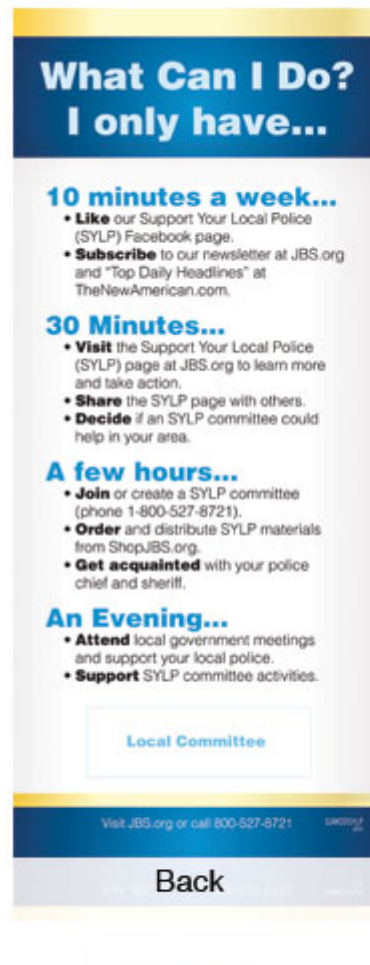 What Can I Do?
I only have...
10 minutes a week...
• Like our Support Your Local Police
(SYLP) Facebook page.
• Subscribe to our newsletter at JBS.org
and "Top Daily Headlines" at
TheNewAmerican.com.
30 Minutes...
• Visit the Support Your Local Police
(SYLP) page at JBS.org to learn more
and take action.
• Share the SYLP page with others.
• Decide if an SYLP committee could
help in your area.
A few hours...
• Join or create a SYLP committee
(phone 1-800-527-8721).
• Order and distribute SYLP materials
from ShopJBS.org.
• Get acquainted with your police
chief and sheriff.
An Evening...
• Attend local government meetings
and support your local police.
• Support SYLP committee activities.
Local Committee
Visit JBS.org or call 800-527-8721
Back